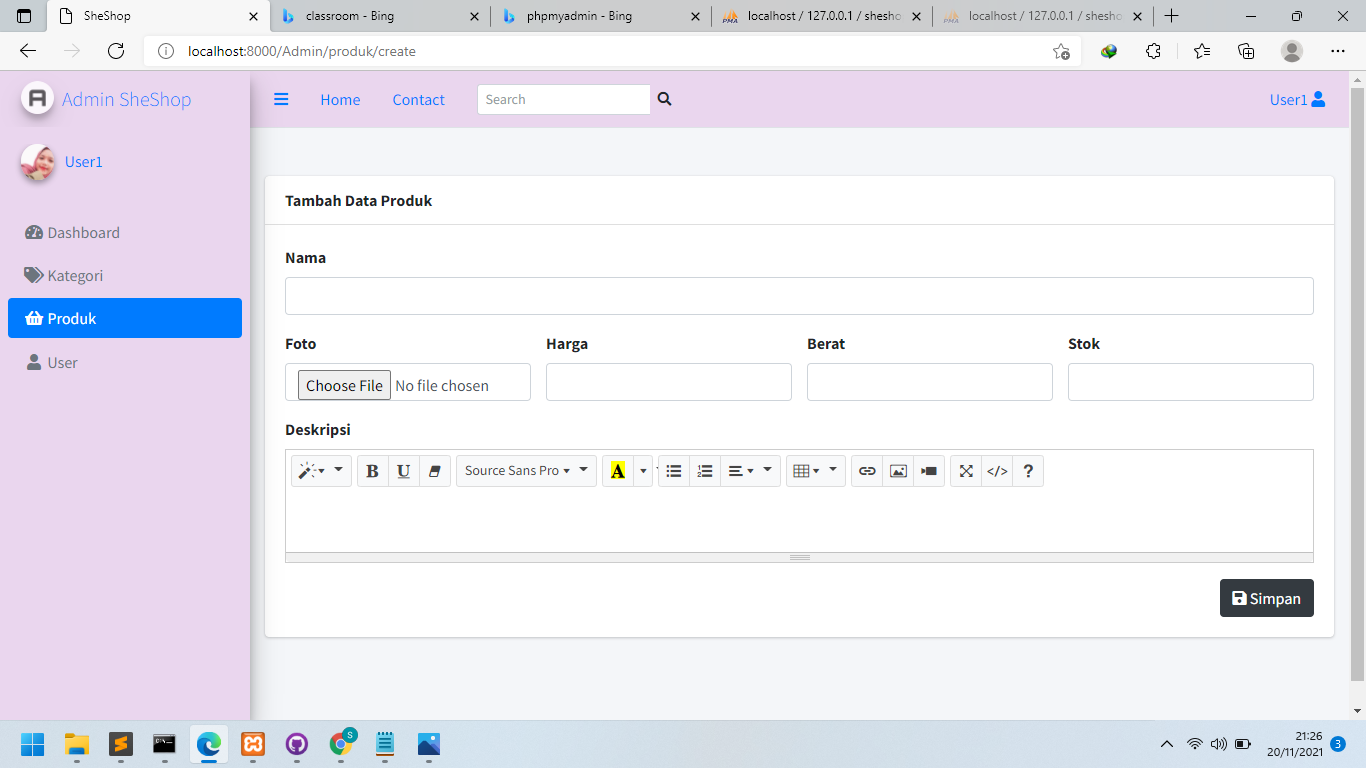 SheShop
classroom - Bing
phpmyadmin - Bing
PMA localhost / 127.0.0.1 / shesho
PMA localhost / 127.0.0.1 / shesho
localhost:8000/Admin/produk/create
A Admin SheShop
Home
Contact
Search
User1
User1
Dashboard
Kategori
Produk
User
Tambah Data Produk
Nama
Foto
Harga
Berat
Stok
Choose File No file chosen
Deskripsi
B U Source Sans Pro A </> ?
Simpan
S
21:26
20/11/2021
3